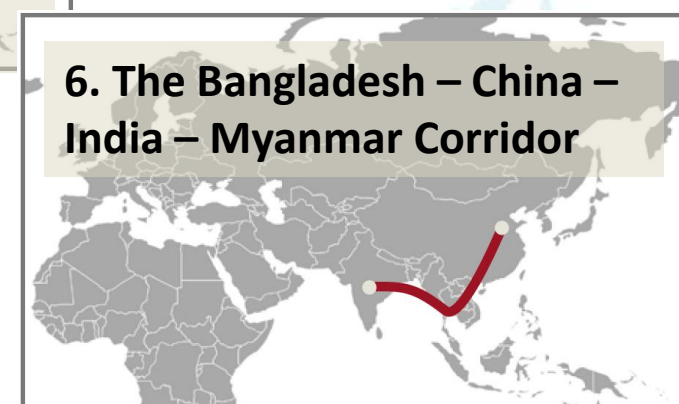 6. The Bangladesh – China –
India – Myanmar Corridor